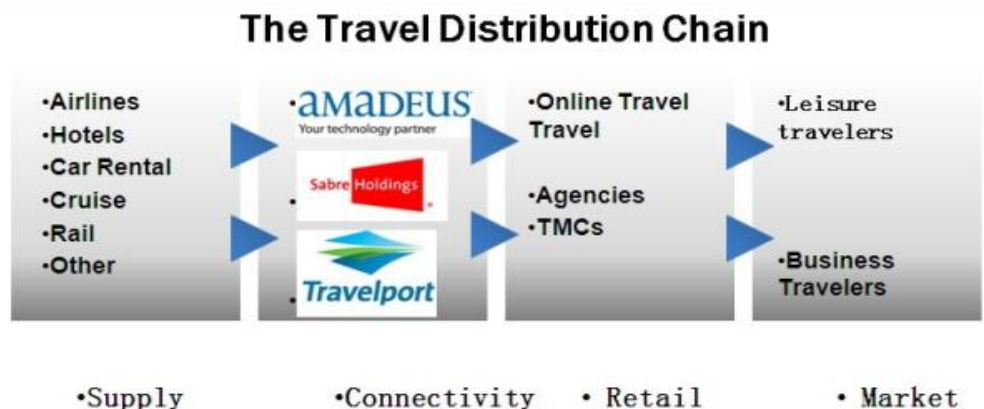 The Travel Distribution Chain
•Airlines
•Hotels
•Car Rental
•Cruise
•Rail
•Other
•amaDEUS
Your technology partner
•Sabre Holdings
•Travelport
•Online Travel
Travel
•Agencies
•TMCs
•Leisure
travelers
•Business
Travelers
•Supply
•Connectivity
• Retail
• Market